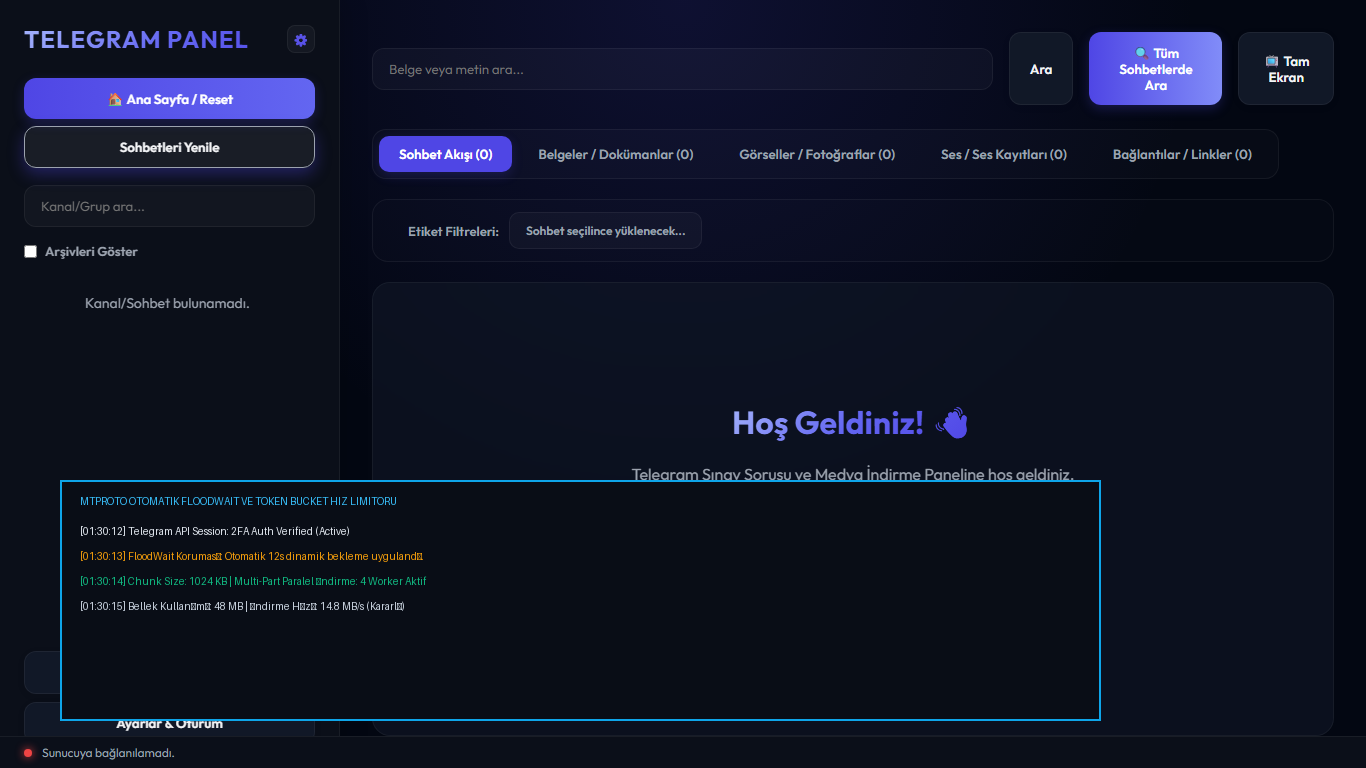 TELEGRAM PANEL
Ana Sayfa / Reset
Sohbetleri Yenile
Kanal/Grup ara...
Arşivleri Göster
Kanal/Sohbet bulunamadı.
Belge veya metin ara...
Ara
Tüm
Sohbetlerde
Ara
Tam
Ekran
Sohbet Akışı (0)
Belgeler / Dokümanlar (0)
Görseller / Fotoğraflar (0)
Ses / Ses Kayıtları (0)
Bağlantılar / Linkler (0)
Etiket Filtreleri:
Sohbet seçilince yüklenecek...
Hoş Geldiniz!
Telegram Sınav Sorusu ve Medya İndirme Paneline hoş geldiniz.
MTPROTO OTOMATIK FLOODWAIT VE TOKEN BUCKET HIZ LIMITORU
[01:30:12] Telegram API Session: 2FA Auth Verified (Active)
[01:30:13] FloodWait Korumas▯: Otomatik 12s dinamik bekleme uyguland▯.
[01:30:14] Chunk Size: 1024 KB | Multi-Part Paralel ▯ndirme: 4 Worker Aktif
[01:30:15] Bellek Kullan▯m▯: 48 MB | ▯ndirme H▯z▯: 14.8 MB/s (Kararl▯)
Ayarlar & Oturum
Sunucuya bağlanılamadı.